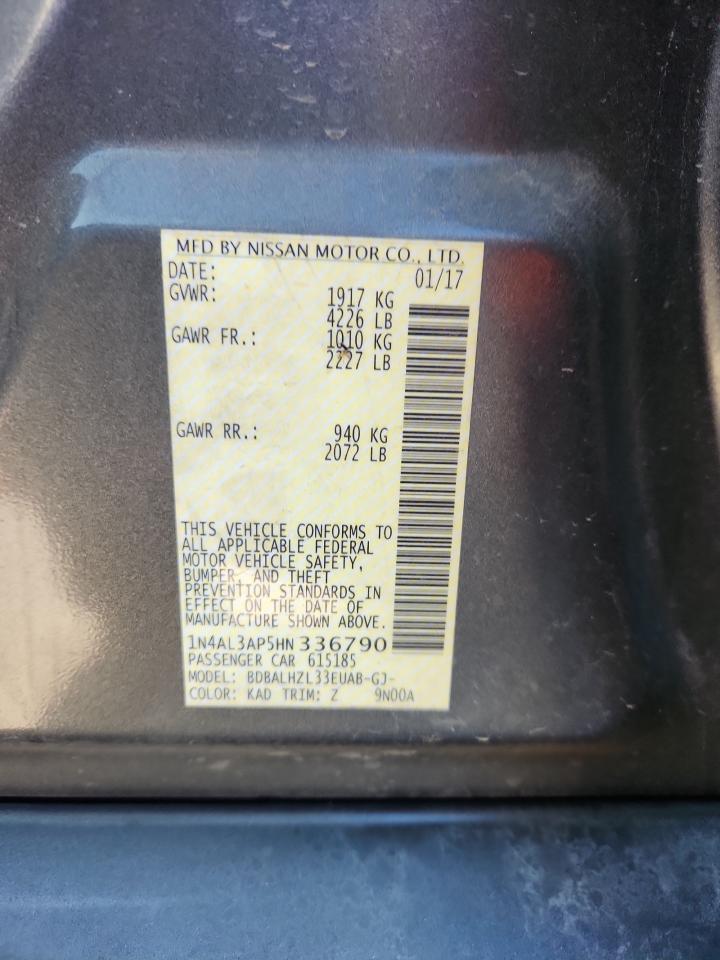 MFD BY NISSAN MOTOR CO., LTD.
DATE: 01/17
GVWR: 1917 KG
4226 LB
GAWR FR.: 1010 KG
2227 LB
GAWR RR.: 940 KG
2072 LB
THIS VEHICLE CONFORMS TO
ALL APPLICABLE FEDERAL
MOTOR VEHICLE SAFETY,
BUMPER, AND THEFT
PREVENTION STANDARDS IN
EFFECT ON THE DATE OF
MANUFACTURE SHOWN ABOVE.
1N4AL3AP5HN336790
PASSENGER CAR 615185
MODEL: BDBALHZL33EUAB-GJ-
COLOR: KAD TRIM: Z 9N00A